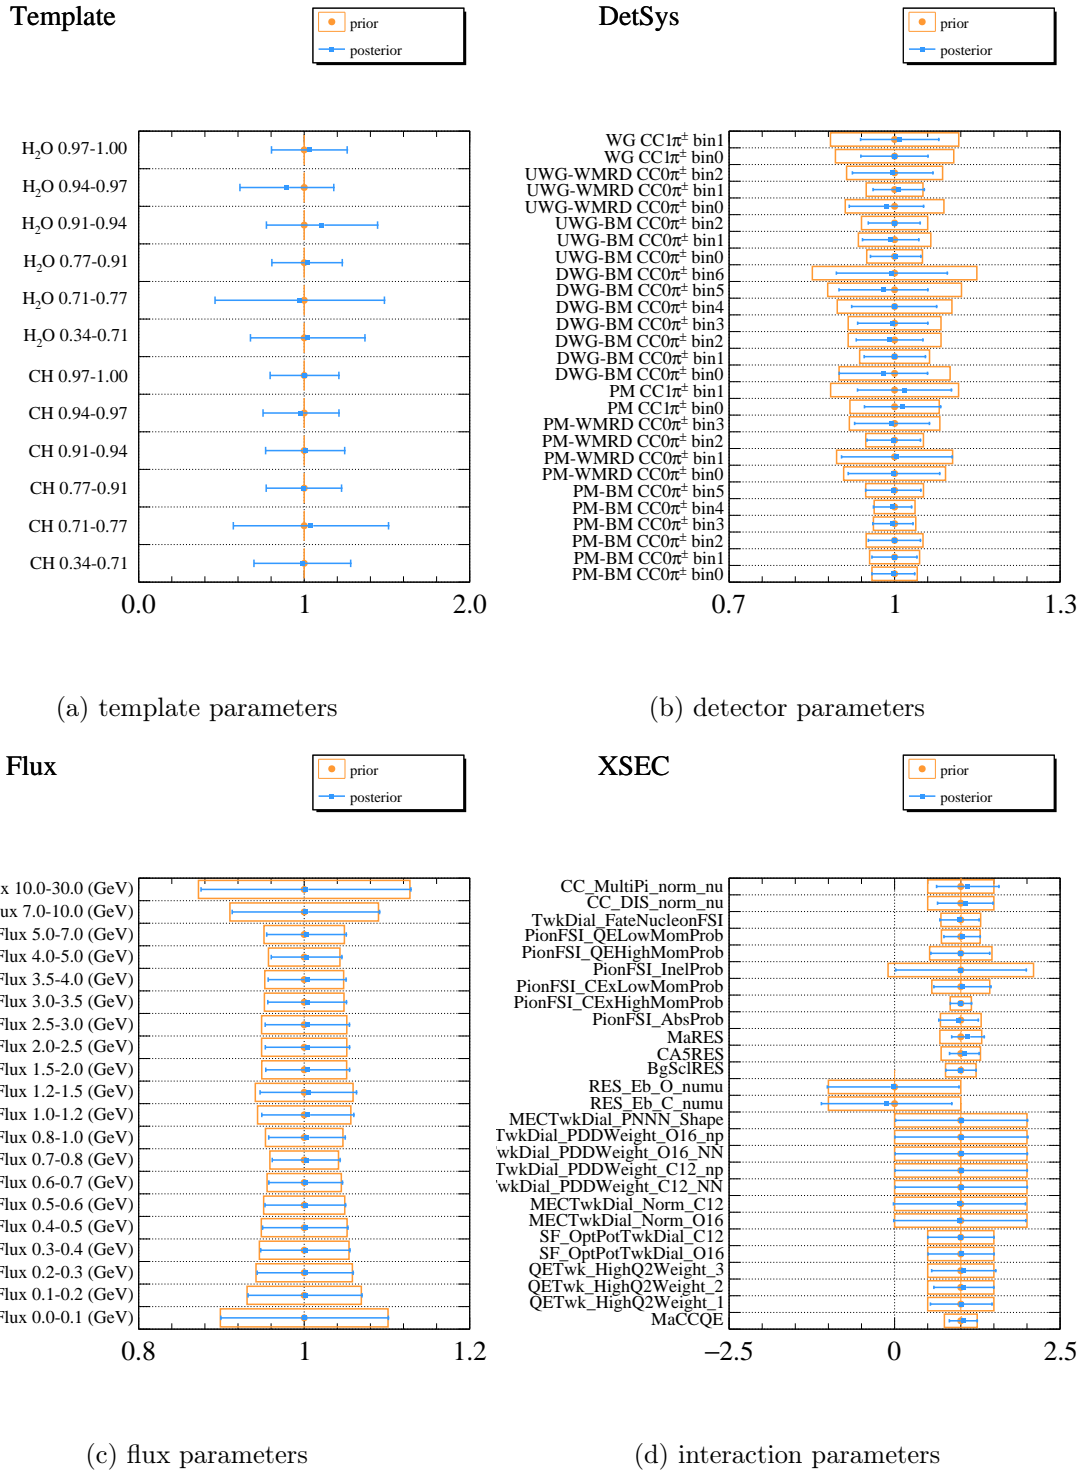 Template
prior
posterior
H₂O 0.97-1.00
H₂O 0.94-0.97
H₂O 0.91-0.94
H₂O 0.77-0.91
H₂O 0.71-0.77
H₂O 0.34-0.71
CH 0.97-1.00
CH 0.94-0.97
CH 0.91-0.94
CH 0.77-0.91
CH 0.71-0.77
CH 0.34-0.71
0.0 1 2.0
(a) template parameters
DetSys
prior
posterior
WG CC1π± bin1
WG CC1π± bin0
UWG-WMRD CC0π± bin2
UWG-WMRD CC0π± bin1
UWG-WMRD CC0π± bin0
UWG-BM CC0π± bin2
UWG-BM CC0π± bin1
UWG-BM CC0π± bin0
DWG-BM CC0π± bin6
DWG-BM CC0π± bin5
DWG-BM CC0π± bin4
DWG-BM CC0π± bin3
DWG-BM CC0π± bin2
DWG-BM CC0π± bin1
DWG-BM CC0π± bin0
PM CC1π± bin1
PM CC1π± bin0
PM-WMRD CC0π± bin3
PM-WMRD CC0π± bin2
PM-WMRD CC0π± bin1
PM-WMRD CC0π± bin0
PM-BM CC0π± bin5
PM-BM CC0π± bin4
PM-BM CC0π± bin3
PM-BM CC0π± bin2
PM-BM CC0π± bin1
PM-BM CC0π± bin0
0.7 1 1.3
(b) detector parameters
Flux
prior
posterior
x 10.0-30.0 (GeV)
ux 7.0-10.0 (GeV)
Flux 5.0-7.0 (GeV)
Flux 4.0-5.0 (GeV)
Flux 3.5-4.0 (GeV)
Flux 3.0-3.5 (GeV)
Flux 2.5-3.0 (GeV)
Flux 2.0-2.5 (GeV)
Flux 1.5-2.0 (GeV)
Flux 1.2-1.5 (GeV)
Flux 1.0-1.2 (GeV)
Flux 0.8-1.0 (GeV)
Flux 0.7-0.8 (GeV)
Flux 0.6-0.7 (GeV)
Flux 0.5-0.6 (GeV)
Flux 0.4-0.5 (GeV)
Flux 0.3-0.4 (GeV)
Flux 0.2-0.3 (GeV)
Flux 0.1-0.2 (GeV)
Flux 0.0-0.1 (GeV)
0.8 1 1.2
(c) flux parameters
XSEC
prior
posterior
CC_MultiPi_norm_nu
CC_DIS_norm_nu
TwkDial_FateNucleonFSI
PionFSI_QELowMomProb
PionFSI_QEHighMomProb
PionFSI_InelProb
PionFSI_CExLowMomProb
PionFSI_CExHighMomProb
PionFSI_AbsProb
MaRES
CA5RES
BgSclRES
RES_Eb_O_numu
RES_Eb_C_numu
MECTwkDial_PNNN_Shape
TwkDial_PDDWeight_O16_np
wkDial_PDDWeight_O16_NN
TwkDial_PDDWeight_C12_np
wkDial_PDDWeight_C12_NN
MECTwkDial_Norm_C12
MECTwkDial_Norm_O16
SF_OptPotTwkDial_C12
SF_OptPotTwkDial_O16
QETwk_HighQ2Weight_3
QETwk_HighQ2Weight_2
QETwk_HighQ2Weight_1
MaCCQE
−2.5 0 2.5
(d) interaction parameters